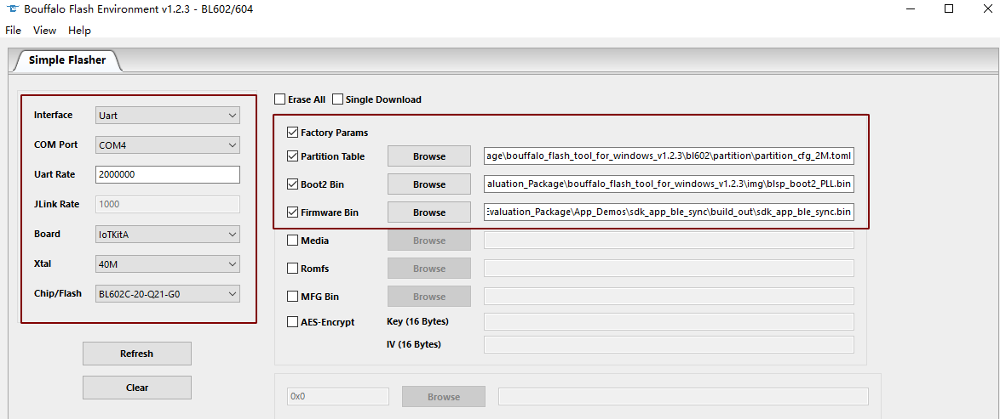 Bouffalo Flash Environment v1.2.3 - BL602/604
File View Help
Simple Flasher
Interface Uart
COM Port COM4
Uart Rate 2000000
JLink Rate 1000
Board IoTKitA
Xtal 40M
Chip/Flash BL602C-20-Q21-G0
Refresh
Clear
Erase All Single Download
Factory Params
Partition Table Browse age\bouffalo_flash_tool_for_windows_v1.2.3\bl602\partition\partition_cfg_2M.toml
Boot2 Bin Browse aluation_Package\bouffalo_flash_tool_for_windows_v1.2.3\img\blsp_boot2_PLL.bin
Firmware Bin Browse Evaluation_Package\App_Demos\sdk_app_ble_sync\build_out\sdk_app_ble_sync.bin
Media Browse
Romfs Browse
MFG Bin Browse
AES-Encrypt Key (16 Bytes)
IV (16 Bytes)
0x0 Browse